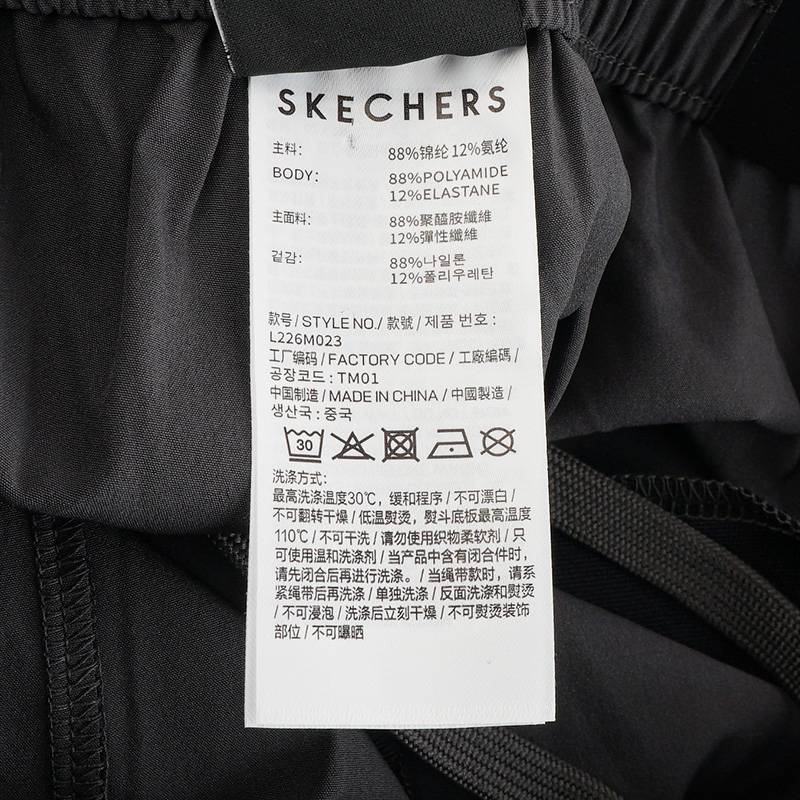 SKECHERS
主料: 88%锦纶 12%氨纶
BODY: 88%POLYAMIDE
12%ELASTANE
主面料: 88%聚醯胺纖維
12%彈性纖維
겉감: 88%나일론
12%폴리우레탄
款号 / STYLE NO. / 款號 / 제품 번호 :
L226M023
工厂编码 / FACTORY CODE / 工廠編碼 /
공장코드 : TM01
中国制造 / MADE IN CHINA / 中國製造 /
생산국 : 중국
30
洗涤方式:
最高洗涤温度30℃，缓和程序 / 不可漂白 /
不可翻转干燥 / 低温熨烫，熨斗底板最高温度
110℃ / 不可干洗 / 请勿使用织物柔软剂 / 只
可使用温和洗涤剂 / 当产品中含有闭合件时，
请先闭合后再进行洗涤。/ 当绳带款时，请系
紧绳带后再洗涤 / 单独洗涤 / 反面洗涤和熨烫
/ 不可浸泡 / 洗涤后立刻干燥 / 不可熨烫装饰
部位 / 不可曝晒